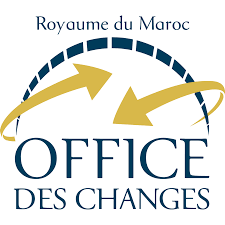 Royaume du Maroc
OFFICE
DES CHANGES